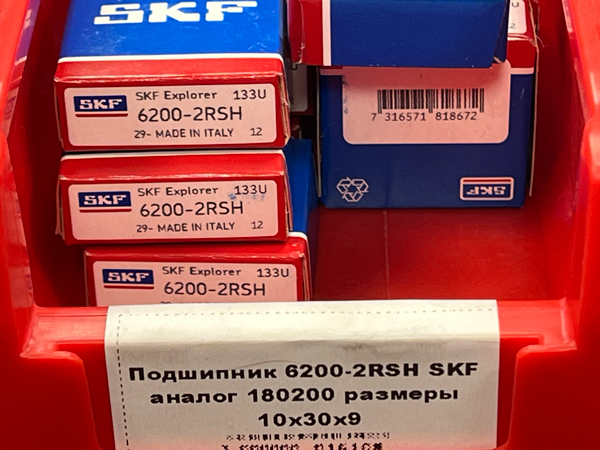 SKF
SKF
SKF Explorer 133U
6200-2RSH
29- MADE IN ITALY 12
SKF
SKF Explorer 133U
6200-2RSH
29- MADE IN ITALY 12
SKF
SKF Explorer 133U
6200-2RSH
7 316571 818672
SKF
Подшипник 6200-2RSH SKF
аналог 180200 размеры
10х30х9